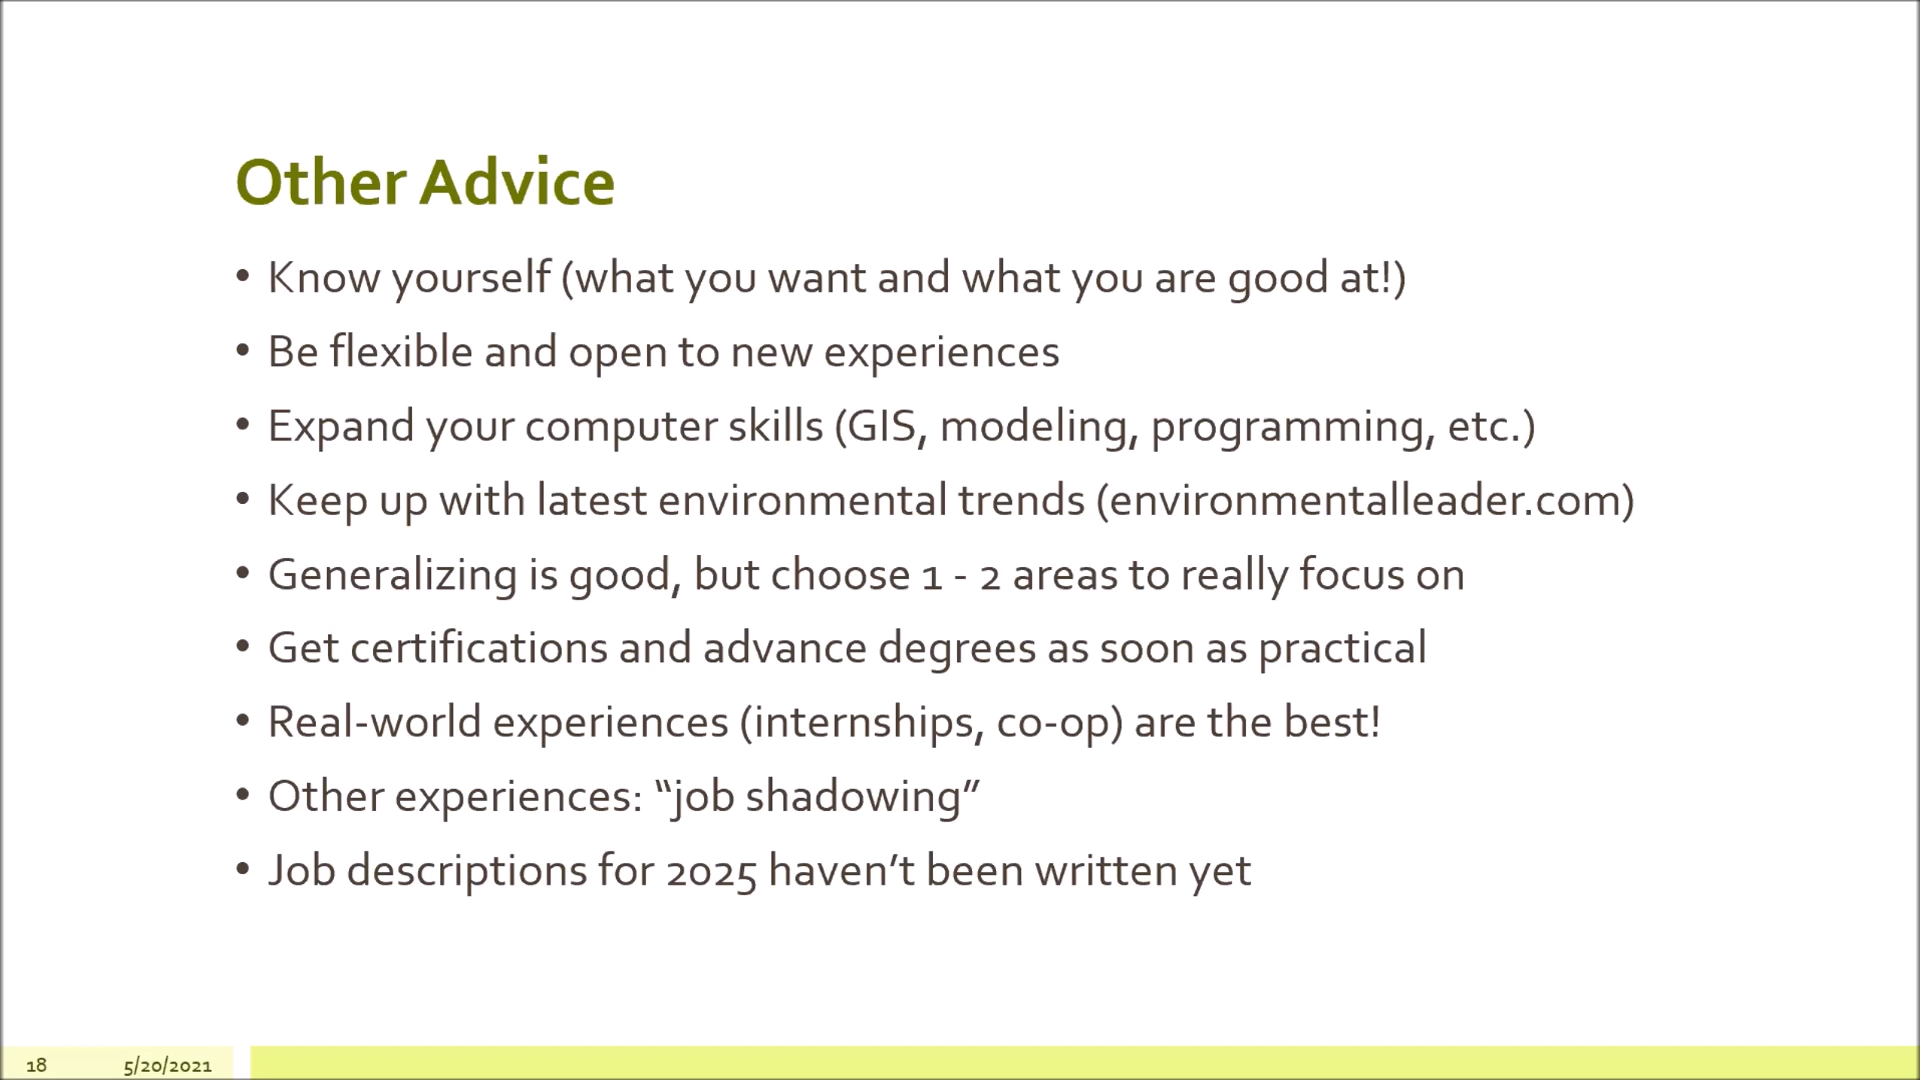 Other Advice
• Know yourself (what you want and what you are good at!)
• Be flexible and open to new experiences
• Expand your computer skills (GIS, modeling, programming, etc.)
• Keep up with latest environmental trends (environmentalleader.com)
• Generalizing is good, but choose 1 - 2 areas to really focus on
• Get certifications and advance degrees as soon as practical
• Real-world experiences (internships, co-op) are the best!
• Other experiences: “job shadowing”
• Job descriptions for 2025 haven’t been written yet
18 5/20/2021